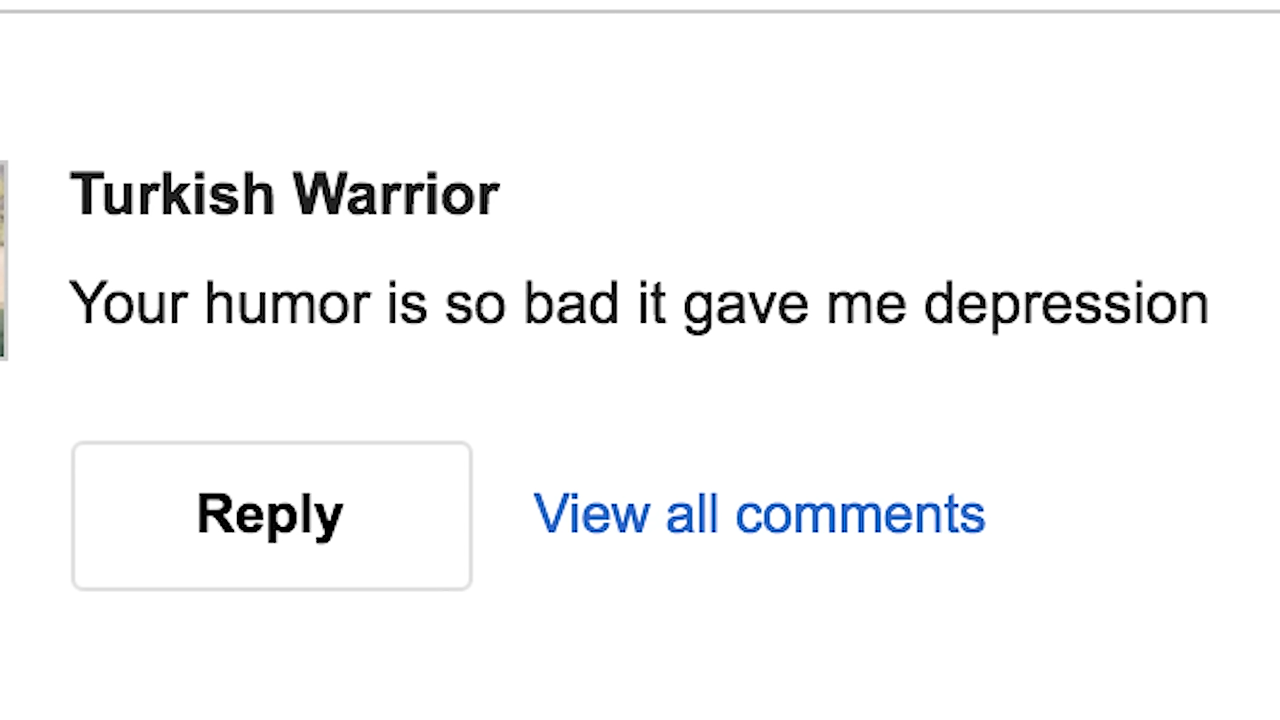 Turkish Warrior
Your humor is so bad it gave me depression
Reply
View all comments